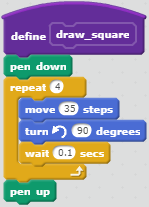 define draw_square
pen down
repeat 4
move 35 steps
turn 90 degrees
wait 0.1 secs
pen up